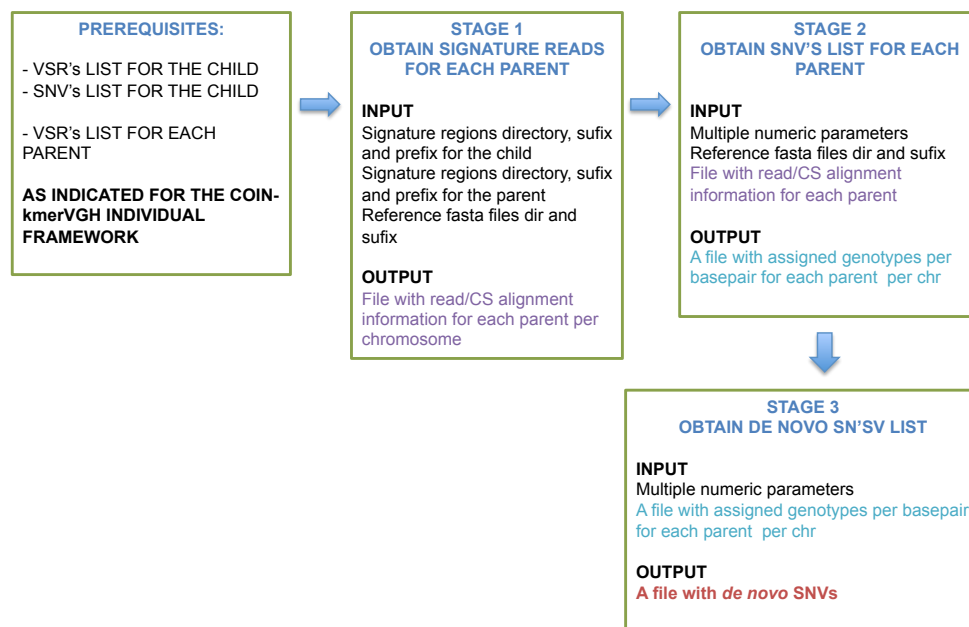 PREREQUISITES:
- VSR's LIST FOR THE CHILD
- SNV's LIST FOR THE CHILD
- VSR's LIST FOR EACH
PARENT
AS INDICATED FOR THE COIN-
kmerVGH INDIVIDUAL
FRAMEWORK
STAGE 1
OBTAIN SIGNATURE READS
FOR EACH PARENT
INPUT
Signature regions directory, sufix
and prefix for the child
Signature regions directory, sufix
and prefix for the parent
Reference fasta files dir and
sufix
OUTPUT
File with read/CS alignment
information for each parent per
chromosome
STAGE 2
OBTAIN SNV'S LIST FOR EACH
PARENT
INPUT
Multiple numeric parameters
Reference fasta files dir and sufix
File with read/CS alignment
information for each parent
OUTPUT
A file with assigned genotypes per
basepair for each parent per chr
STAGE 3
OBTAIN DE NOVO SN'SV LIST
INPUT
Multiple numeric parameters
A file with assigned genotypes per basepair
for each parent per chr
OUTPUT
A file with de novo SNVs